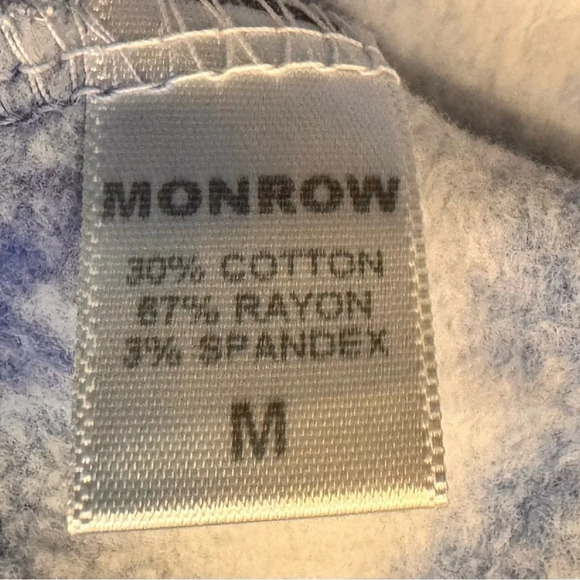 MONROW
30% COTTON
67% RAYON
3% SPANDEX
M